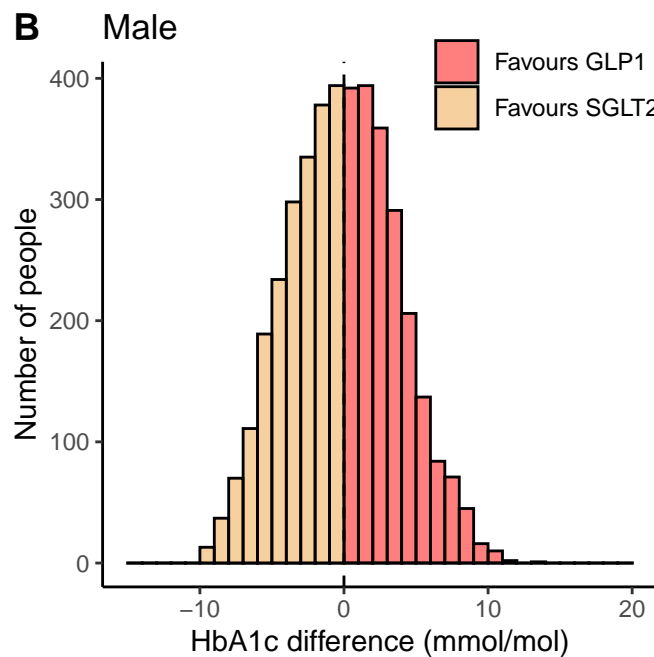 B Male
Favours GLP1
Favours SGLT2
400
300
200
100
0
Number of people
−10 0 10 20
HbA1c difference (mmol/mol)